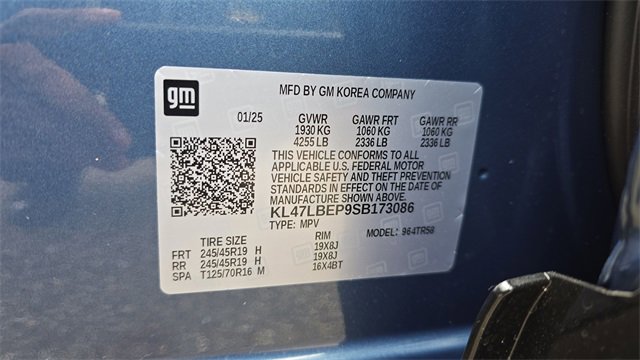 gm
MFD BY GM KOREA COMPANY
01/25 GVWR GAWR FRT GAWR RR
1930 KG 1060 KG 1060 KG
4255 LB 2336 LB 2336 LB
THIS VEHICLE CONFORMS TO ALL
APPLICABLE U.S. FEDERAL MOTOR
VEHICLE SAFETY AND THEFT PREVENTION
STANDARDS IN EFFECT ON THE DATE OF
MANUFACTURE SHOWN ABOVE.
KL47LBEP9SB173086
TYPE: MPV MODEL: 964TR58
TIRE SIZE RIM
FRT 245/45R19 H 19X8J
RR 245/45R19 H 19X8J
SPA T125/70R16 M 16X4BT